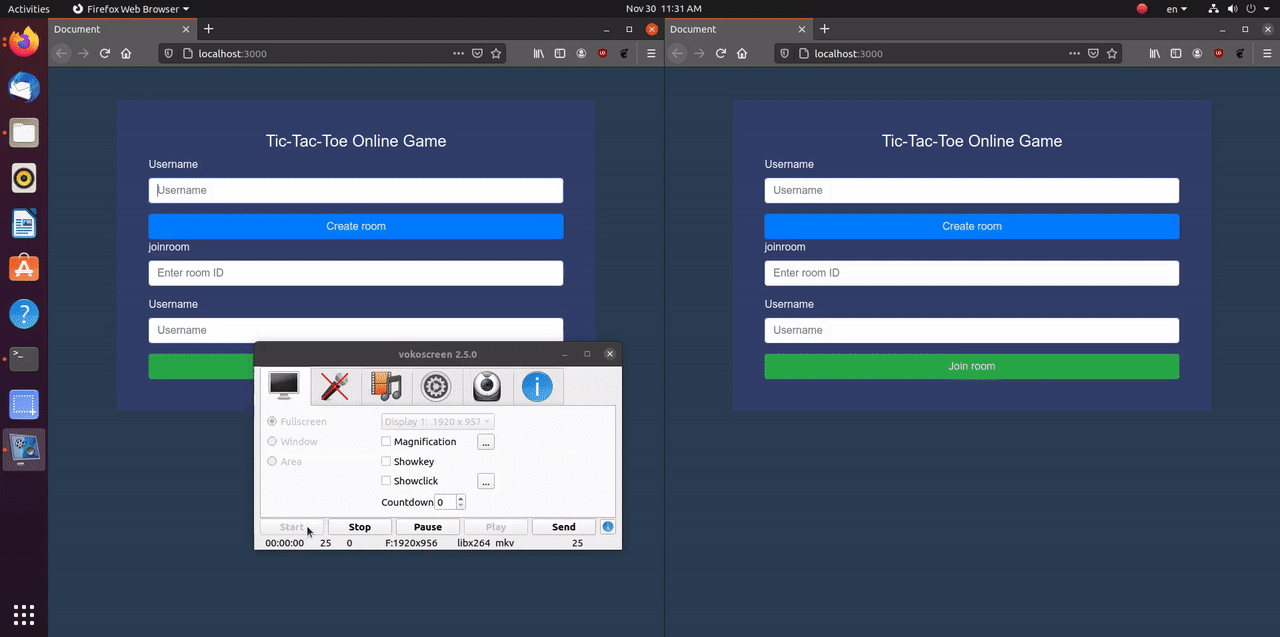 Activities
Firefox Web Browser
Nov 30 11:31 AM
en
Document
localhost:3000
Tic-Tac-Toe Online Game
Username
Username
Create room
joinroom
Enter room ID
Username
Username
vokoscreen 2.5.0
Fullscreen
Display 1: 1920 x 957
Window
Magnification
...
Area
Showkey
Showclick
...
Countdown 0
Start
Stop
Pause
Play
Send
00:00:00 25 0 F:1920x956 libx264 mkv 25
Document
localhost:3000
Tic-Tac-Toe Online Game
Username
Username
Create room
joinroom
Enter room ID
Username
Username
Join room